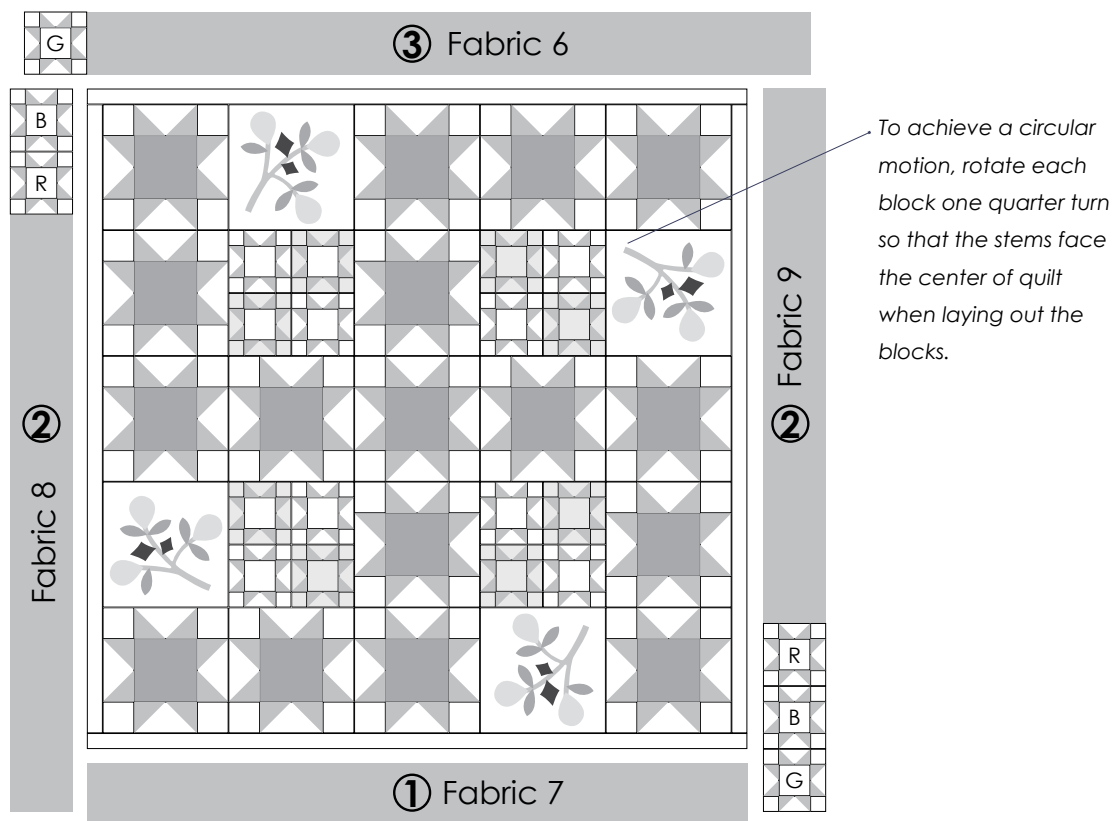 G
③ Fabric 6
B
R
To achieve a circular
motion, rotate each
block one quarter turn
so that the stems face
the center of quilt
when laying out the
blocks.
② Fabric 9
② Fabric 8
R
B
G
① Fabric 7